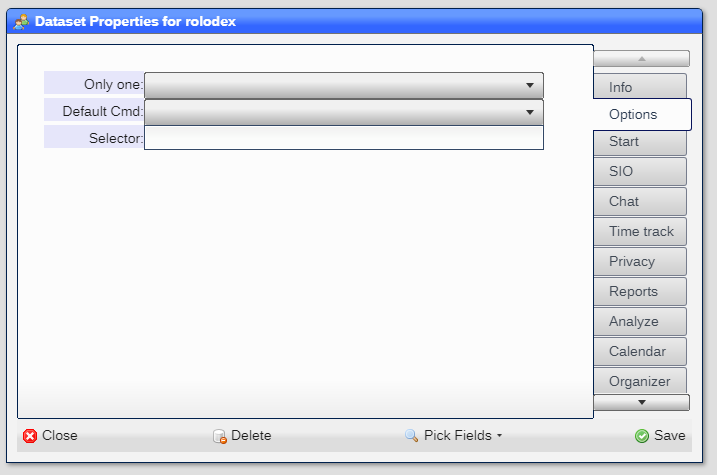 Dataset Properties for rolodex
Only one:
Default Cmd:
Selector:
Info
Options
Start
SIO
Chat
Time track
Privacy
Reports
Analyze
Calendar
Organizer
Close Delete Pick Fields Save